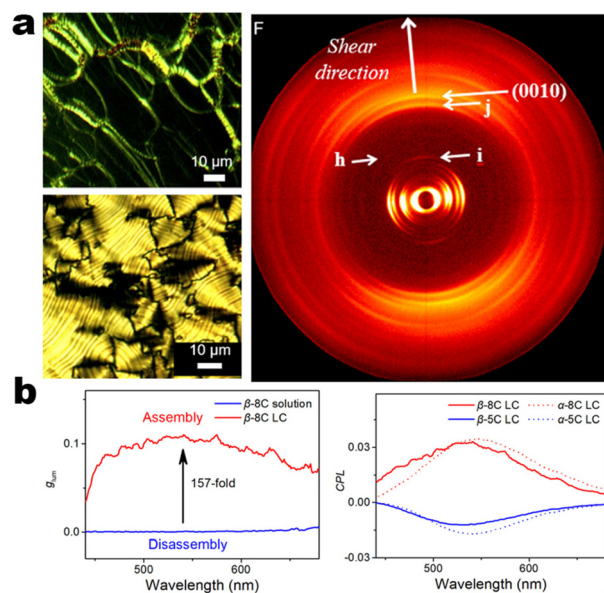 a
10 μm
10 μm
F
Shear
direction
(0010)
j
h
i
b
β-8C solution
β-8C LC
Assembly
157-fold
Disassembly
0.1
0.0
g_lum
500
600
Wavelength (nm)
β-8C LC
α-8C LC
β-5C LC
α-5C LC
0.03
0.00
-0.03
CPL
500
600
Wavelength (nm)